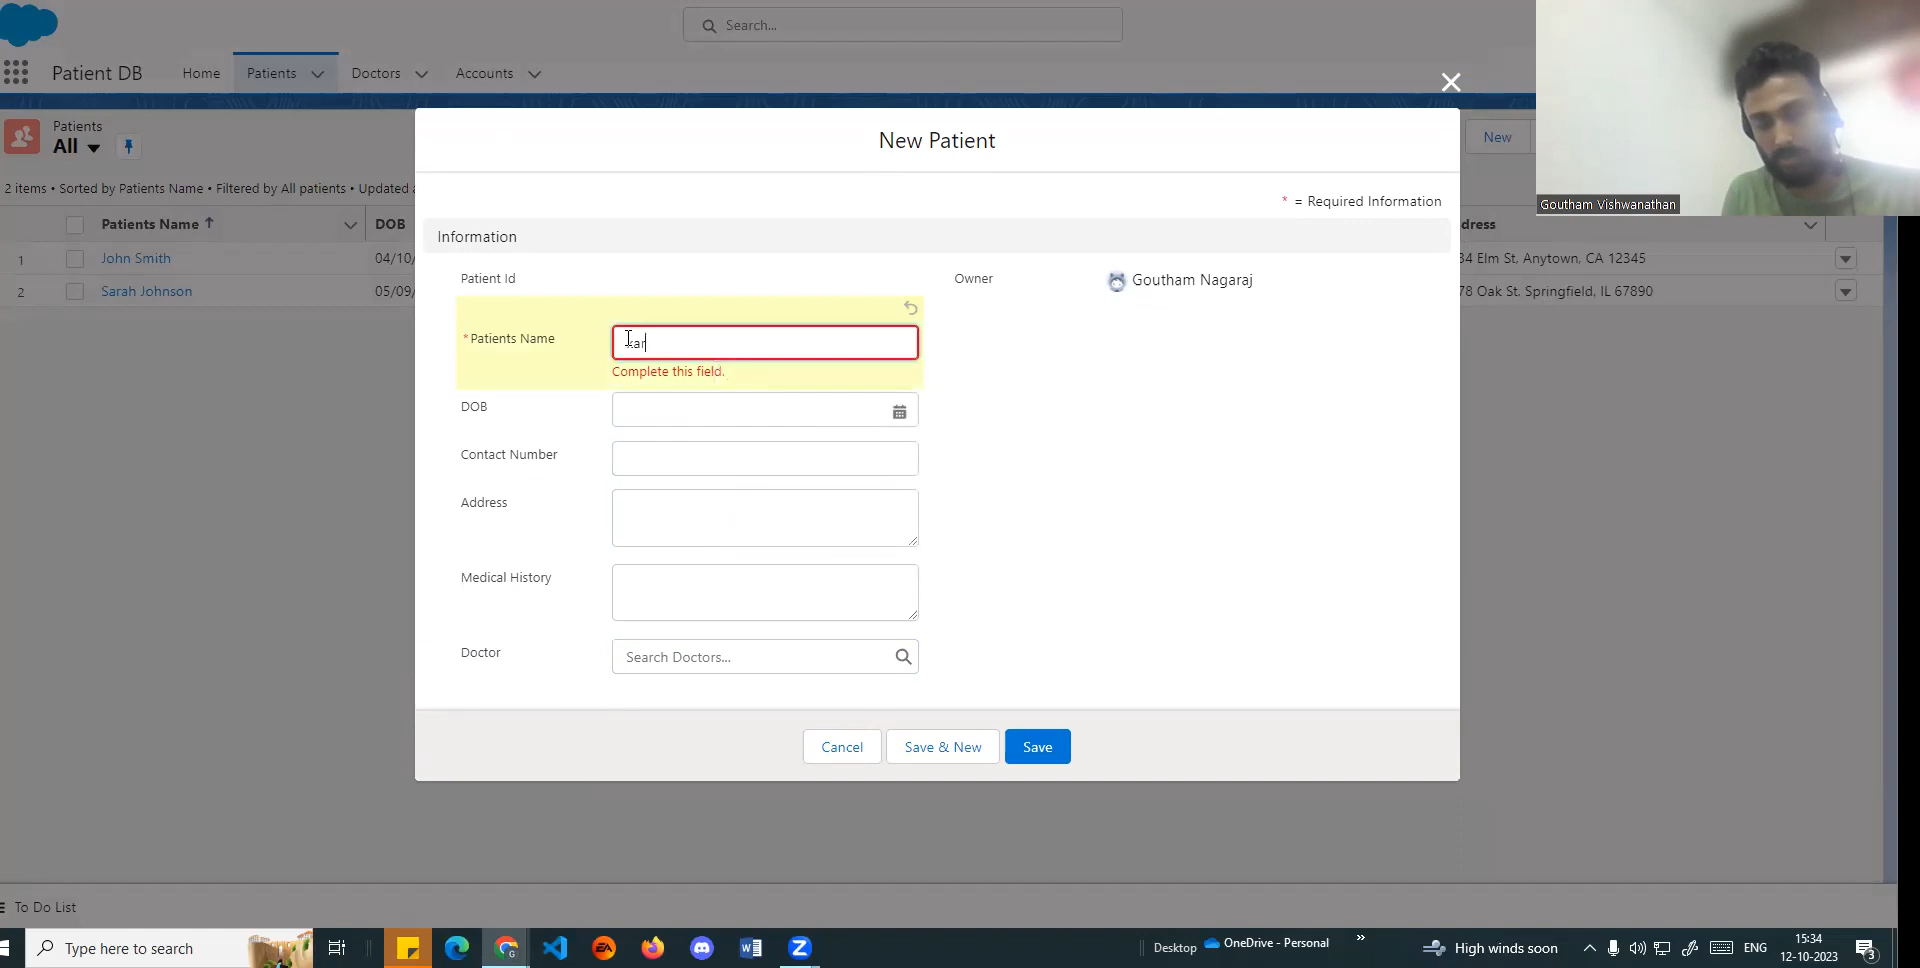 Search...
Patient DB
Home
Patients
Doctors
Accounts
Patients
All
New
2 items • Sorted by Patients Name • Filtered by All patients • Updated
Patients Name
DOB
dress
1
John Smith
04/10/
34 Elm St, Anytown, CA 12345
2
Sarah Johnson
05/09/
78 Oak St. Springfield, IL 67890
New Patient
* = Required Information
Information
Patient Id
Owner
Goutham Nagaraj
*Patients Name
Complete this field.
DOB
Contact Number
Address
Medical History
Doctor
Search Doctors...
Cancel
Save & New
Save
Goutham Vishwanathan
To Do List
Type here to search
Desktop
OneDrive - Personal
High winds soon
ENG
15:34
12-10-2023
3